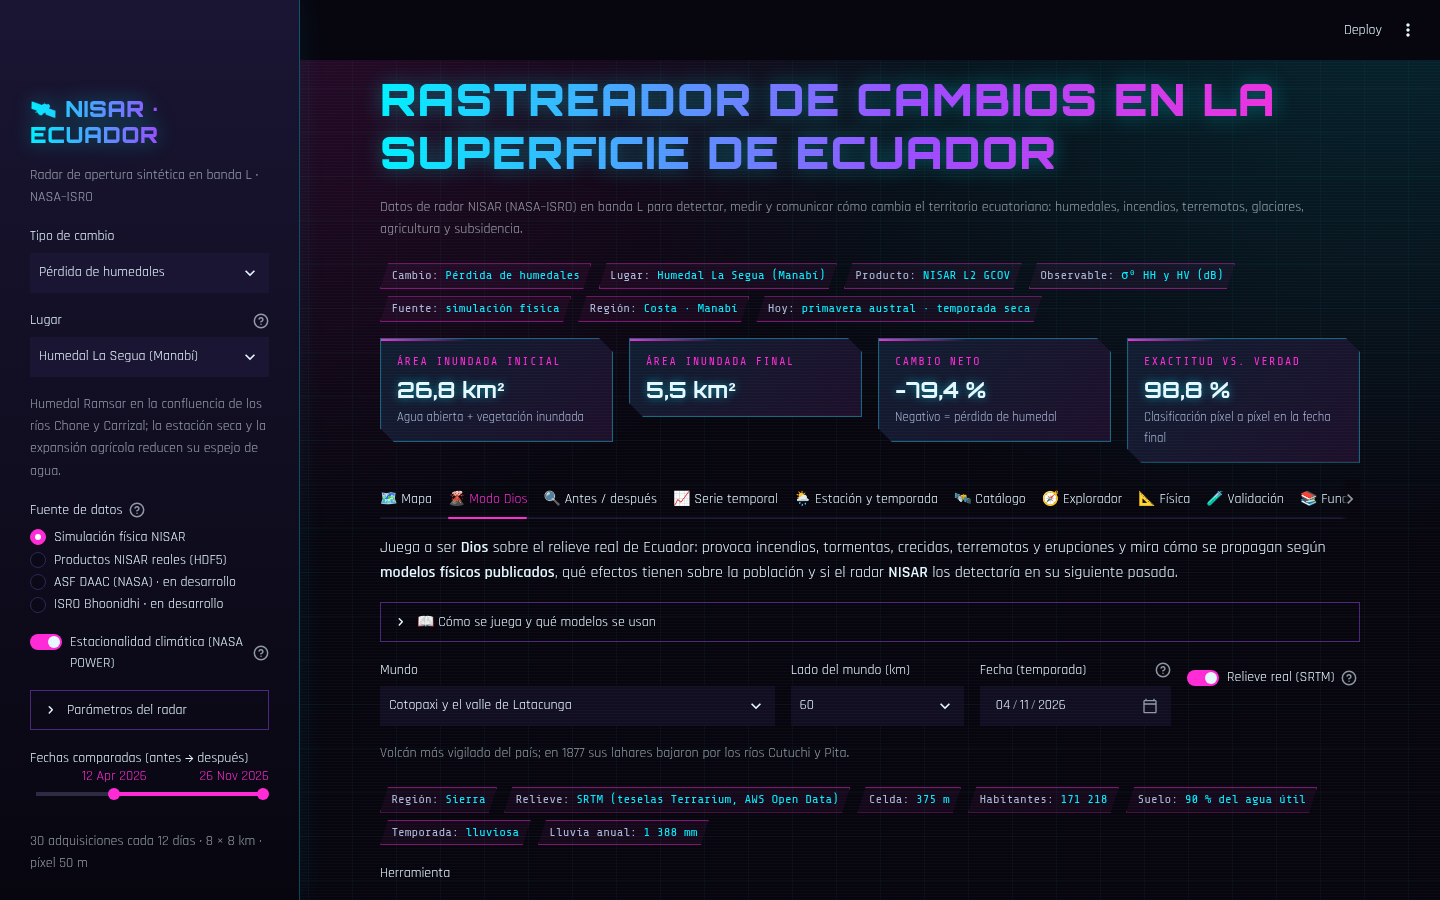 Deploy
NISAR ·
ECUADOR
Radar de apertura sintética en banda L ·
NASA–ISRO
Tipo de cambio
Pérdida de humedales
Lugar
Humedal La Segua (Manabí)
Humedal Ramsar en la confluencia de los
ríos Chone y Carrizal; la estación seca y la
expansión agrícola reducen su espejo de
agua.
Fuente de datos
Simulación física NISAR
Productos NISAR reales (HDF5)
ASF DAAC (NASA) · en desarrollo
ISRO Bhoonidhi · en desarrollo
Estacionalidad climática (NASA
POWER)
Parámetros del radar
Fechas comparadas (antes → después)
12 Apr 2026 26 Nov 2026
30 adquisiciones cada 12 días · 8 × 8 km ·
píxel 50 m
RASTREADOR DE CAMBIOS EN LA
SUPERFICIE DE ECUADOR
Datos de radar NISAR (NASA–ISRO) en banda L para detectar, medir y comunicar cómo cambia el territorio ecuatoriano: humedales, incendios, terremotos, glaciares,
agricultura y subsidencia.
Cambio: Pérdida de humedales Lugar: Humedal La Segua (Manabí) Producto: NISAR L2 GCOV Observable: σ⁰ HH y HV (dB)
Fuente: simulación física Región: Costa · Manabí Hoy: primavera austral · temporada seca
ÁREA INUNDADA INICIAL
26,8 km²
Agua abierta + vegetación inundada
ÁREA INUNDADA FINAL
5,5 km²
CAMBIO NETO
-79,4 %
Negativo = pérdida de humedal
EXACTITUD VS. VERDAD
98,8 %
Clasificación píxel a píxel en la fecha
final
Mapa Modo Dios Antes / después Serie temporal Estación y temporada Catálogo Explorador Física Validación
Juega a ser Dios sobre el relieve real de Ecuador: provoca incendios, tormentas, crecidas, terremotos y erupciones y mira cómo se propagan según
modelos físicos publicados, qué efectos tienen sobre la población y si el radar NISAR los detectaría en su siguiente pasada.
Cómo se juega y qué modelos se usan
Mundo Lado del mundo (km) Fecha (temporada) Relieve real (SRTM)
Cotopaxi y el valle de Latacunga 60 04/11/2026
Volcán más vigilado del país; en 1877 sus lahares bajaron por los ríos Cutuchi y Pita.
Región: Sierra Relieve: SRTM (teselas Terrarium, AWS Open Data) Celda: 375 m Habitantes: 171 218 Suelo: 90 % del agua útil
Temporada: lluviosa Lluvia anual: 1 388 mm
Herramienta